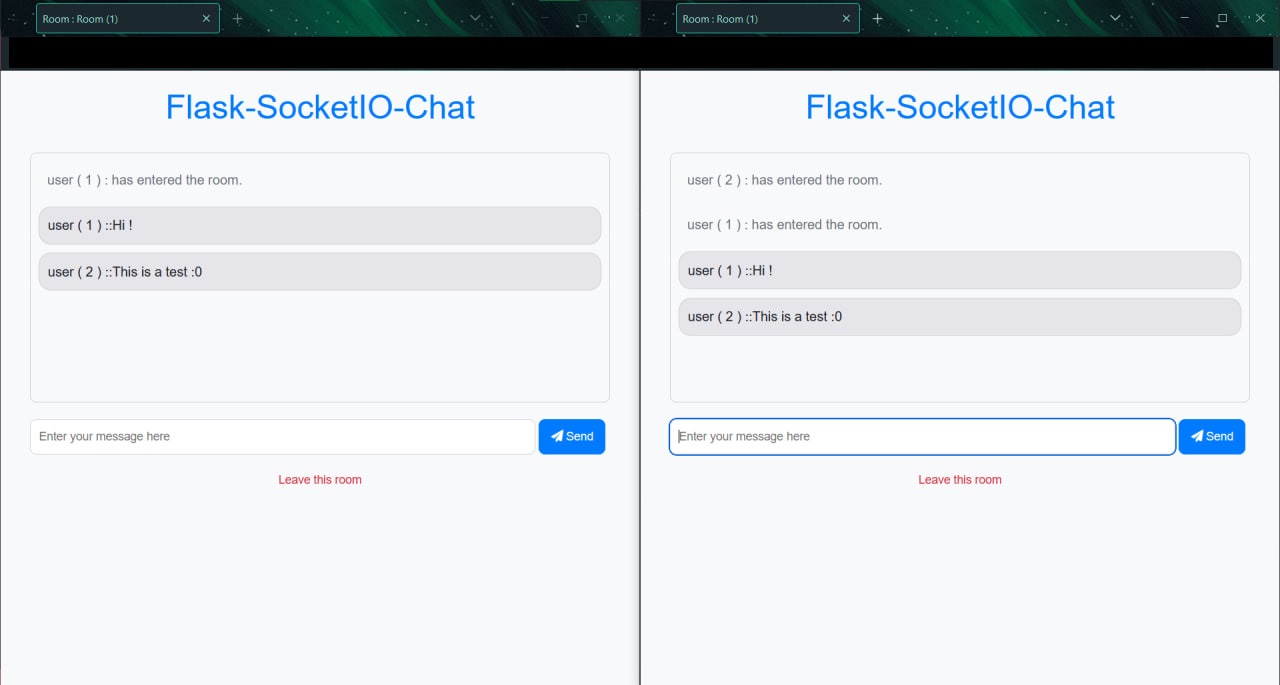 Room : Room (1)
Flask-SocketIO-Chat
user ( 1 ) : has entered the room.
user ( 1 ) ::Hi !
user ( 2 ) ::This is a test :0
Enter your message here
Send
Leave this room
Room : Room (1)
Flask-SocketIO-Chat
user ( 2 ) : has entered the room.
user ( 1 ) : has entered the room.
user ( 1 ) ::Hi !
user ( 2 ) ::This is a test :0
Enter your message here
Send
Leave this room